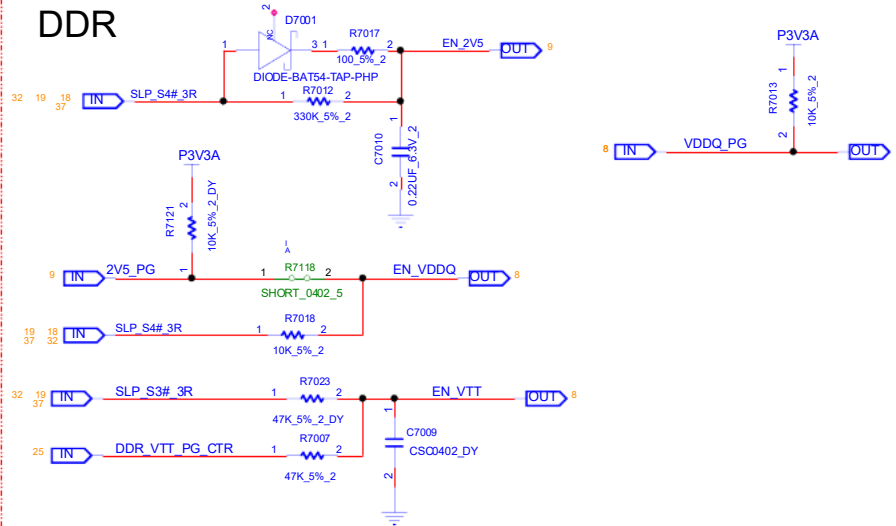 DDR
2
NC
D7001
1
3
1
R7017
2
100_5%_2
EN_2V5
OUT
9
DIODE-BAT54-TAP-PHP
32 19 18
37
IN
SLP_S4#_3R
1
R7012
2
330K_5%_2
1
C7010
0.22UF_6.3V_2
2
P3V3A
1
R7013
10K_5%_2
2
8
IN
VDDQ_PG
OUT
P3V3A
2
R7121
10K_5%_2_DY
1
I
A
9
IN
2V5_PG
1
R7118
2
SHORT_0402_5
EN_VDDQ
OUT
8
19 18
37 32
IN
SLP_S4#_3R
1
R7018
2
10K_5%_2
32 19
37
IN
SLP_S3#_3R
1
R7023
2
47K_5%_2_DY
EN_VTT
OUT
8
1
C7009
CSC0402_DY
2
25
IN
DDR_VTT_PG_CTR
1
R7007
2
47K_5%_2